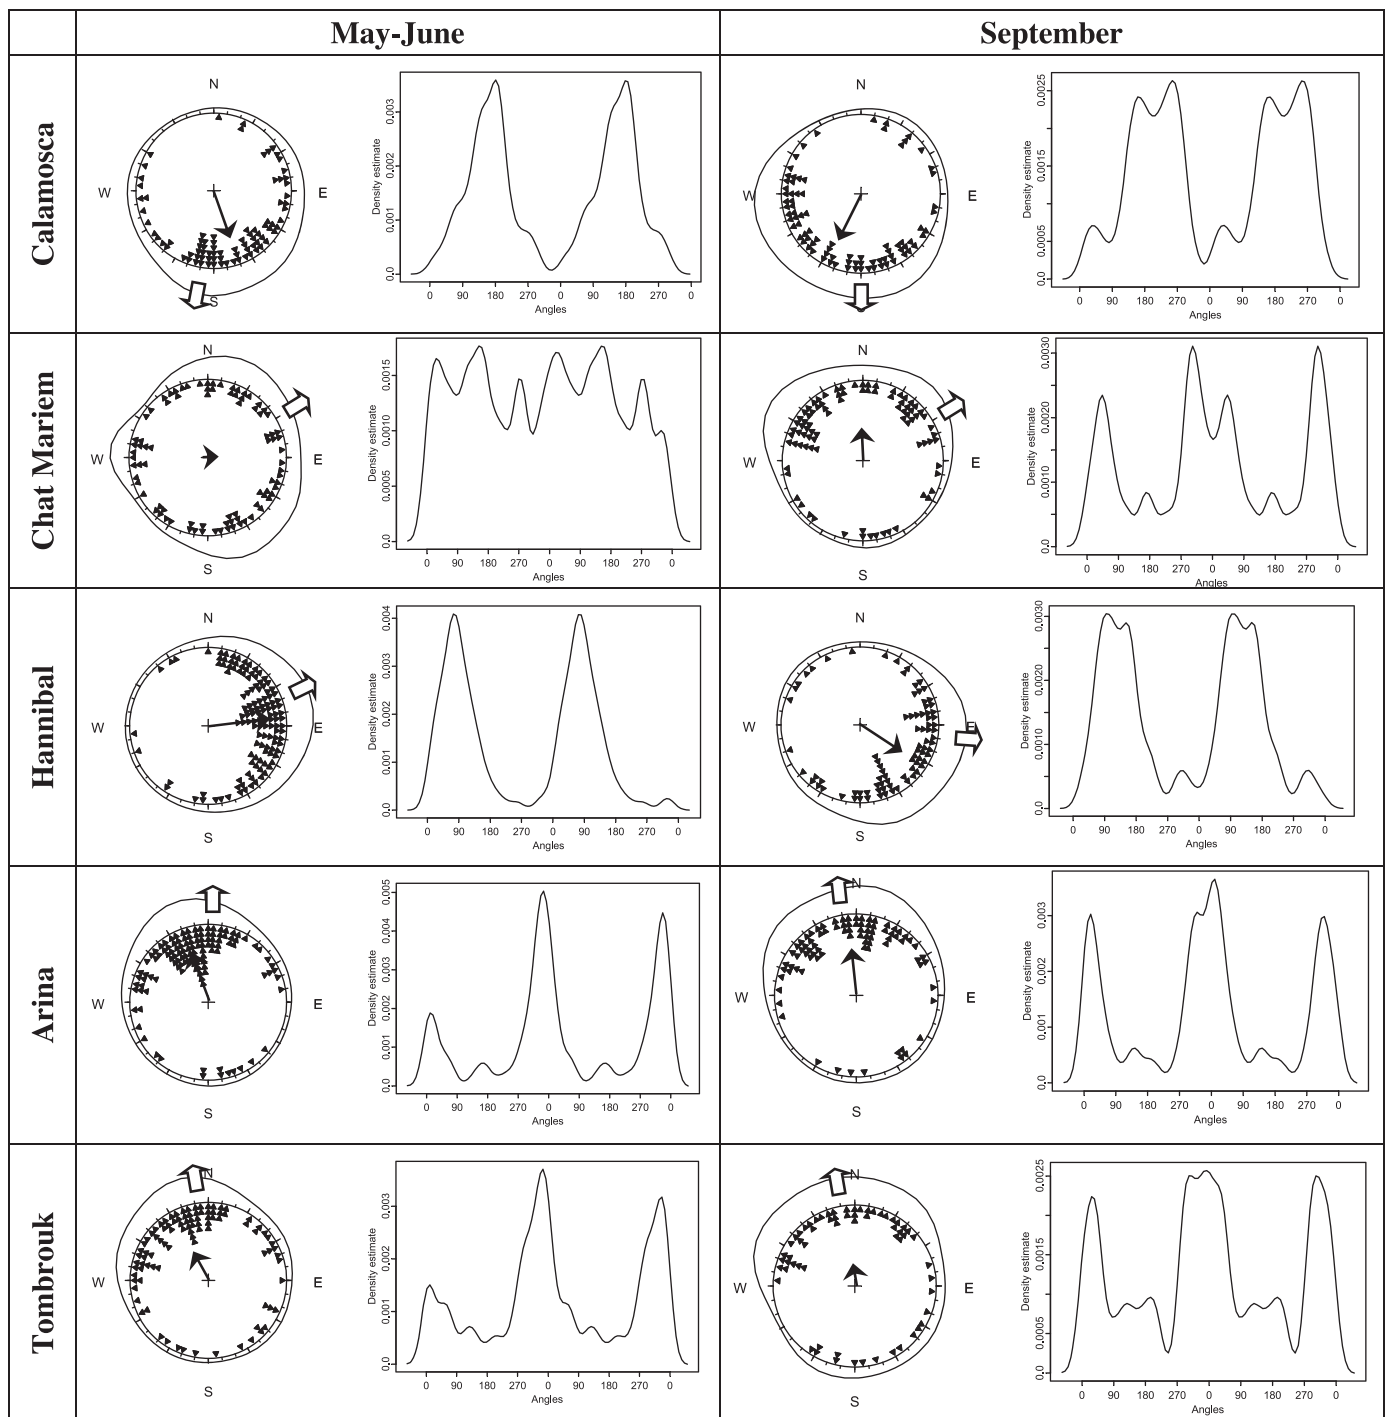 May-June
September
Calamosca
N
W
E
S
Density estimate
0.0
0.001
0.002
0.003
0 90 180 270 0 90 180 270 0
Angles
N
W
E
Density estimate
0.0
0.0005
0.0015
0.0025
0 90 180 270 0 90 180 270 0
Angles
Chat Mariem
N
W
E
S
Density estimate
0.0
0.0005
0.0010
0.0015
0 90 180 270 0 90 180 270 0
Angles
N
W
E
S
Density estimate
0.0
0.0010
0.0020
0.0030
0 90 180 270 0 90 180 270 0
Angles
Hannibal
N
W
E
S
Density estimate
0.0
0.001
0.002
0.003
0.004
0 90 180 270 0 90 180 270 0
Angles
N
W
E
S
Density estimate
0.0
0.0010
0.0020
0.0030
0 90 180 270 0 90 180 270 0
Angles
Arina
W
E
S
Density estimate
0.0
0.001
0.002
0.003
0.004
0.005
0 90 180 270 0 90 180 270 0
Angles
N
W
E
S
Density estimate
0.0
0.001
0.002
0.003
0 90 180 270 0 90 180 270 0
Angles
Tombrouk
N
W
E
S
Density estimate
0.0
0.001
0.002
0.003
0 90 180 270 0 90 180 270 0
Angles
N
W
E
S
Density estimate
0.0
0.0005
0.0015
0.0025
0 90 180 270 0 90 180 270 0
Angles